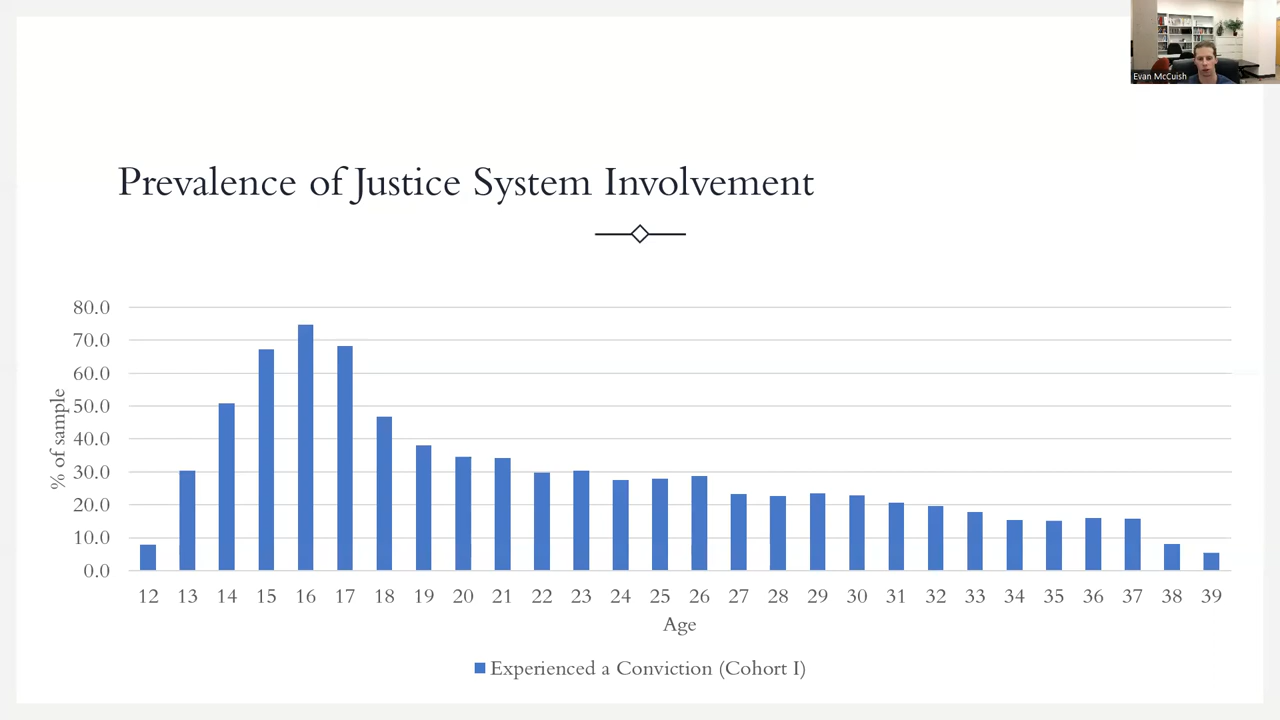 Evan McCuish
Prevalence of Justice System Involvement
80.0
70.0
60.0
50.0
40.0
30.0
20.0
10.0
0.0
% of sample
12 13 14 15 16 17 18 19 20 21 22 23 24 25 26 27 28 29 30 31 32 33 34 35 36 37 38 39
Age
Experienced a Conviction (Cohort I)